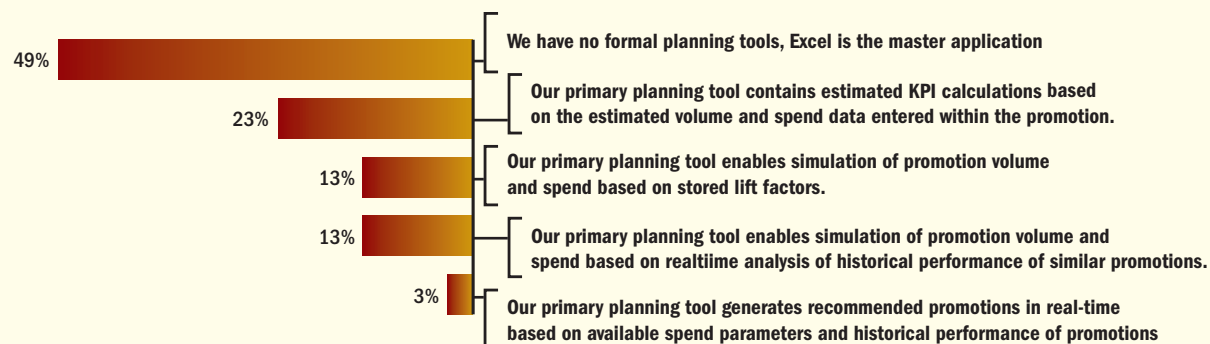 49%
We have no formal planning tools, Excel is the master application
23%
Our primary planning tool contains estimated KPI calculations based
on the estimated volume and spend data entered within the promotion.
13%
Our primary planning tool enables simulation of promotion volume
and spend based on stored lift factors.
13%
Our primary planning tool enables simulation of promotion volume and
spend based on realtiime analysis of historical performance of similar promotions.
3%
Our primary planning tool generates recommended promotions in real-time
based on available spend parameters and historical performance of promotions